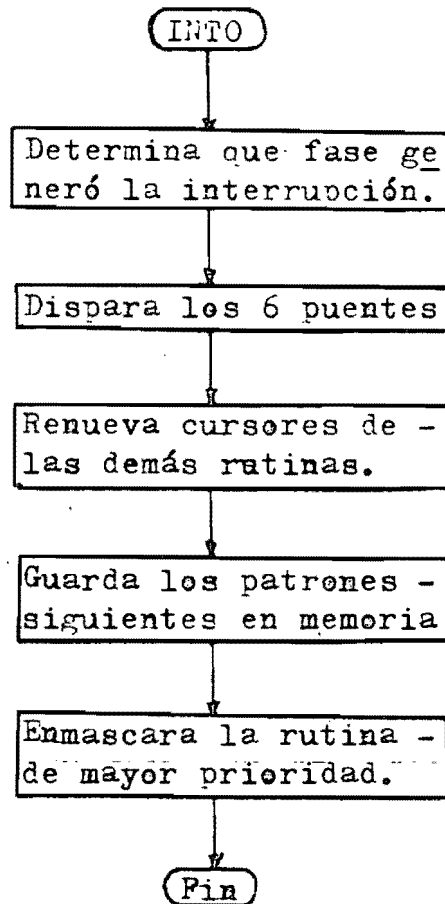 INTO
Determina que fase ge
neró la interrupción.
Dispara los 6 puentes
Renueva cursores de -
las demás rutinas.
Guarda los patrones -
siguientes en memoria
Enmascara la rutina -
de mayor prioridad.
Fin